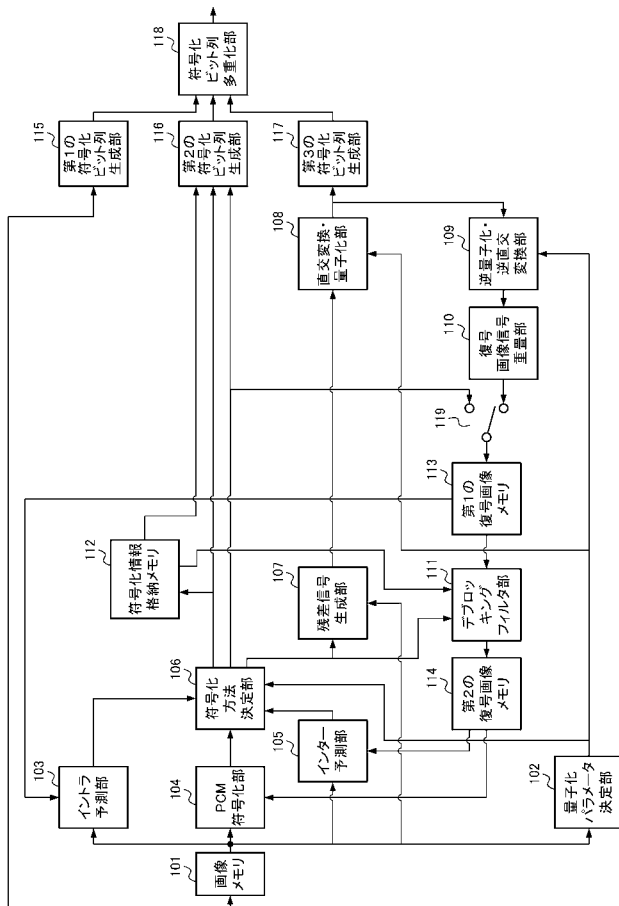 101
画像
メモリ
102
量子化
パラメータ
決定部
103
イントラ
予測部
104
PCM
符号化部
105
インター
予測部
106
符号化
方法
決定部
107
残差信号
生成部
108
直交変換・
量子化部
109
逆量子化・
逆直交
変換部
110
復号
画像信号
重畳部
111
デブロッ
キング
フィルタ部
112
符号化情報
格納メモリ
113
第1の
復号画像
メモリ
114
第2の
復号画像
メモリ
115
第1の
符号化
ビット列
生成部
116
第2の
符号化
ビット列
生成部
117
第3の
符号化
ビット列
生成部
118
符号化
ビット列
多重化部
119